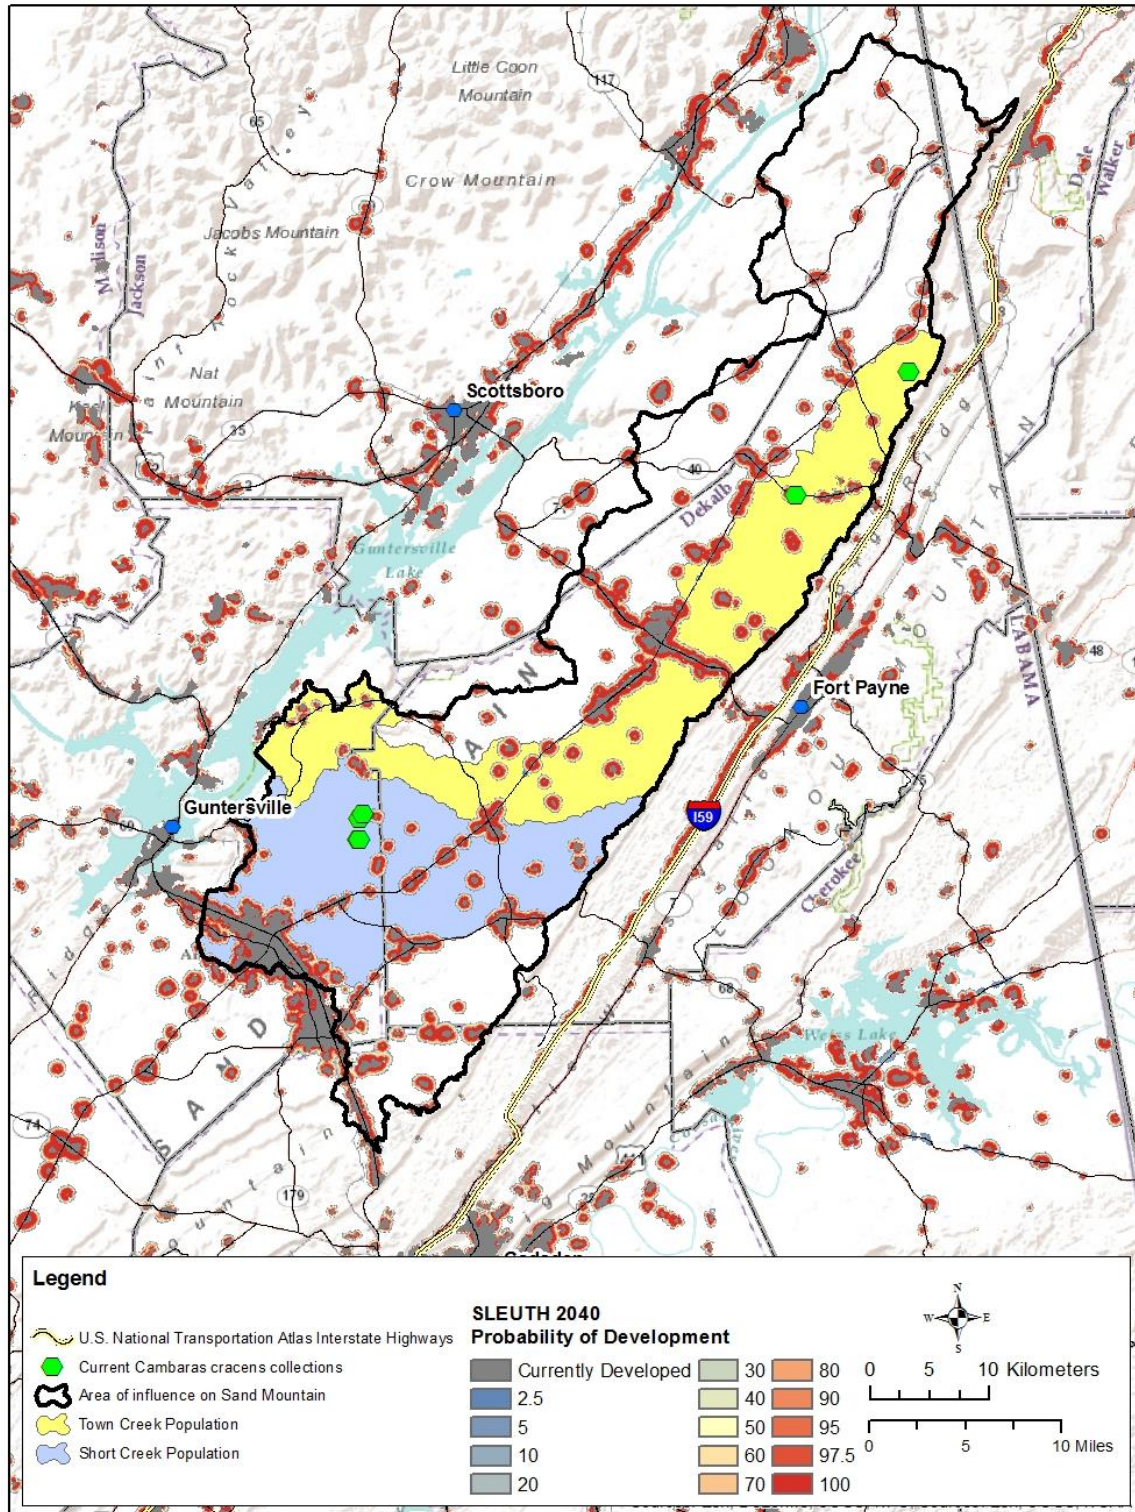 Little Coon
Mountain
117
65
Crow Mountain
Jacobs Mountain
Madison
Jackson
Dade
Walker
Nat
Mountain
35
Scottsboro
40
Dekalb
Guntersville
Lake
ALABAMA
48
Fort Payne
Guntersville
I59
Cherokee
68
Weiss Lake
SAND
74
179
Legend
U.S. National Transportation Atlas Interstate Highways
Current Cambaras cracens collections
Area of influence on Sand Mountain
Town Creek Population
Short Creek Population
SLEUTH 2040
Probability of Development
Currently Developed
2.5
5
10
20
30
40
50
60
70
80
90
95
97.5
100
N
W E
S
0 5 10 Kilometers
0 5 10 Miles